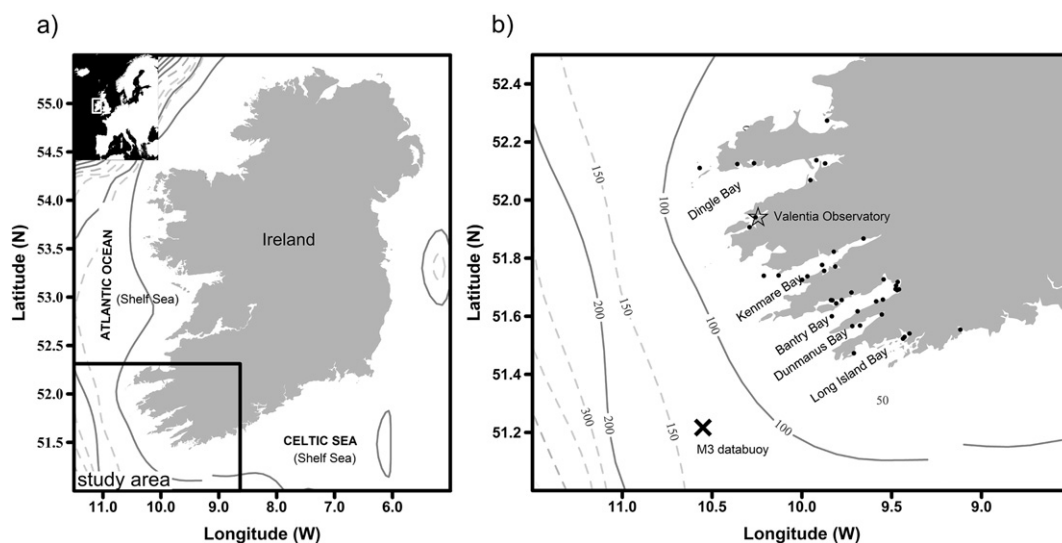 a)
55.0
54.5
54.0
53.5
53.0
52.5
52.0
51.5
Latitude (N)
ATLANTIC OCEAN
(Shelf Sea)
Ireland
CELTIC SEA
(Shelf Sea)
study area
11.0 10.0 9.0 8.0 7.0 6.0
Longitude (W)
b)
52.4
52.2
52.0
51.8
51.6
51.4
51.2
Latitude (N)
150
100
200
150
100
300
200
150
100
50
Dingle Bay
Valentia Observatory
Kenmare Bay
Bantry Bay
Dunmanus Bay
Long Island Bay
M3 databuoy
11.0 10.5 10.0 9.5 9.0
Longitude (W)